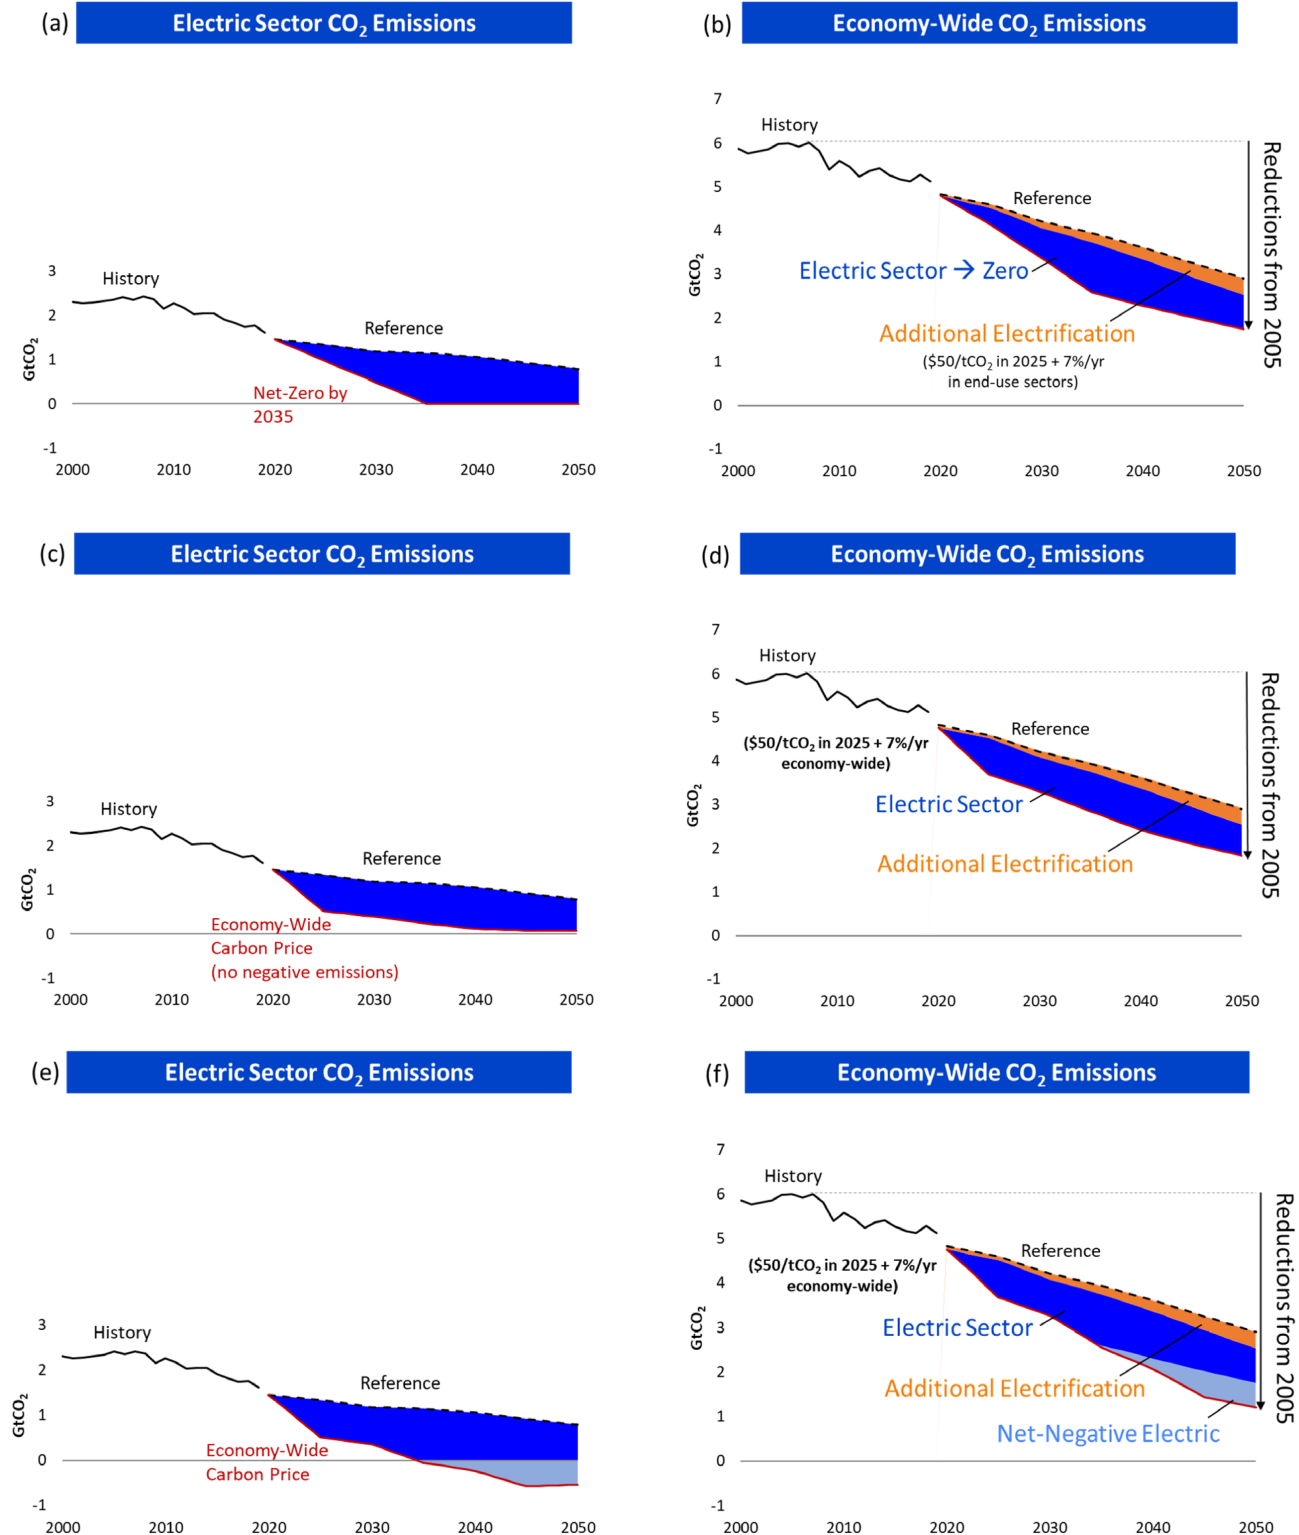 (a)
Electric Sector CO₂ Emissions
3
History
2
Reference
1
GtCO₂
Net-Zero by
2035
0
-1
2000 2010 2020 2030 2040 2050
(b)
Economy-Wide CO₂ Emissions
7
History
6
5
Reference
4
Electric Sector → Zero
3
GtCO₂
Additional Electrification
2
($50/tCO₂ in 2025 + 7%/yr
in end-use sectors)
1
0
-1
2000 2010 2020 2030 2040 2050
Reductions from 2005
(c)
Electric Sector CO₂ Emissions
3
History
2
Reference
1
GtCO₂
Economy-Wide
Carbon Price
(no negative emissions)
0
-1
2000 2010 2020 2030 2040 2050
(d)
Economy-Wide CO₂ Emissions
7
History
6
5
Reference
($50/tCO₂ in 2025 + 7%/yr
economy-wide)
4
Electric Sector
3
GtCO₂
Additional Electrification
2
1
0
-1
2000 2010 2020 2030 2040 2050
Reductions from 2005
(e)
Electric Sector CO₂ Emissions
3
History
2
Reference
1
GtCO₂
Economy-Wide
Carbon Price
0
-1
2000 2010 2020 2030 2040 2050
(f)
Economy-Wide CO₂ Emissions
7
History
6
5
Reference
($50/tCO₂ in 2025 + 7%/yr
economy-wide)
4
Electric Sector
3
GtCO₂
Additional Electrification
2
Net-Negative Electric
1
0
-1
2000 2010 2020 2030 2040 2050
Reductions from 2005